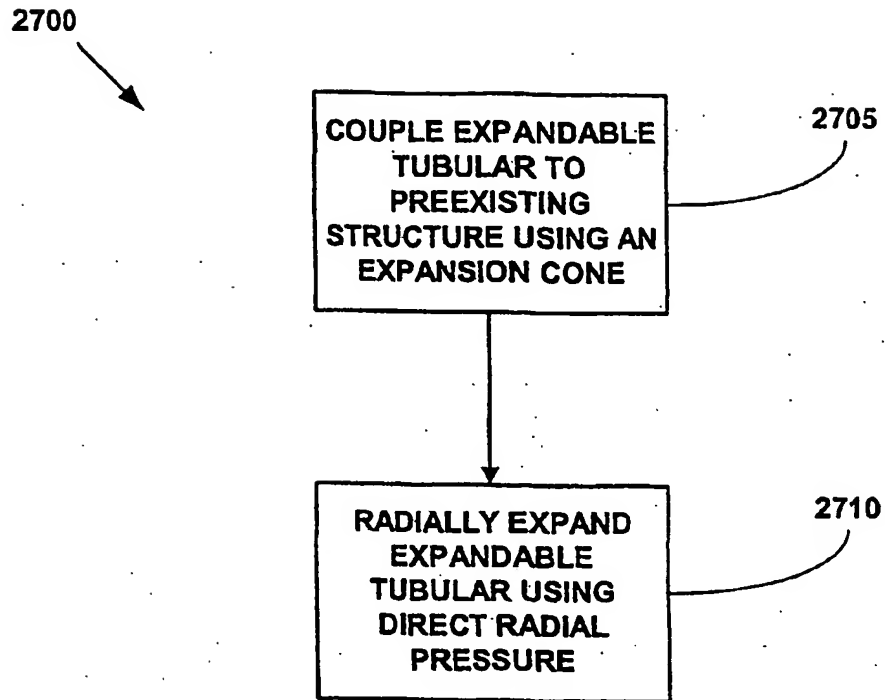 2700
COUPLE EXPANDABLE
TUBULAR TO
PREEXISTING
STRUCTURE USING AN
EXPANSION CONE
2705
RADIALLY EXPAND
EXPANDABLE
TUBULAR USING
DIRECT RADIAL
PRESSURE
2710